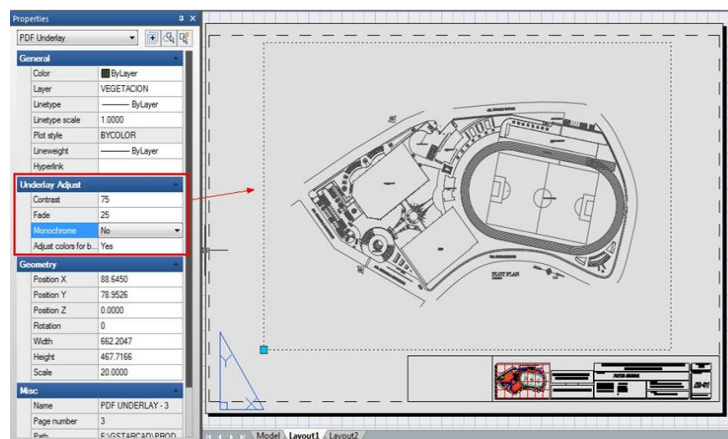 Properties
PDF Underlay
General
Color ByLayer
Layer VEGETACION
Linetype ByLayer
Linetype scale 1.0000
Plot style BYCOLOR
Lineweight ByLayer
Hyperlink
Underlay Adjust
Contrast 75
Fade 25
Monochrome No
Adjust colors for b... Yes
Geometry
Position X 88.6450
Position Y 78.9526
Position Z 0.0000
Rotation 0
Width 662.2047
Height 467.7166
Scale 20.0000
Misc
Name PDF UNDERLAY - 3
Page number 3
Path E:\GSTARCAD\PROD
PLOT PLAN
Y
X
Model Layout1 Layout2